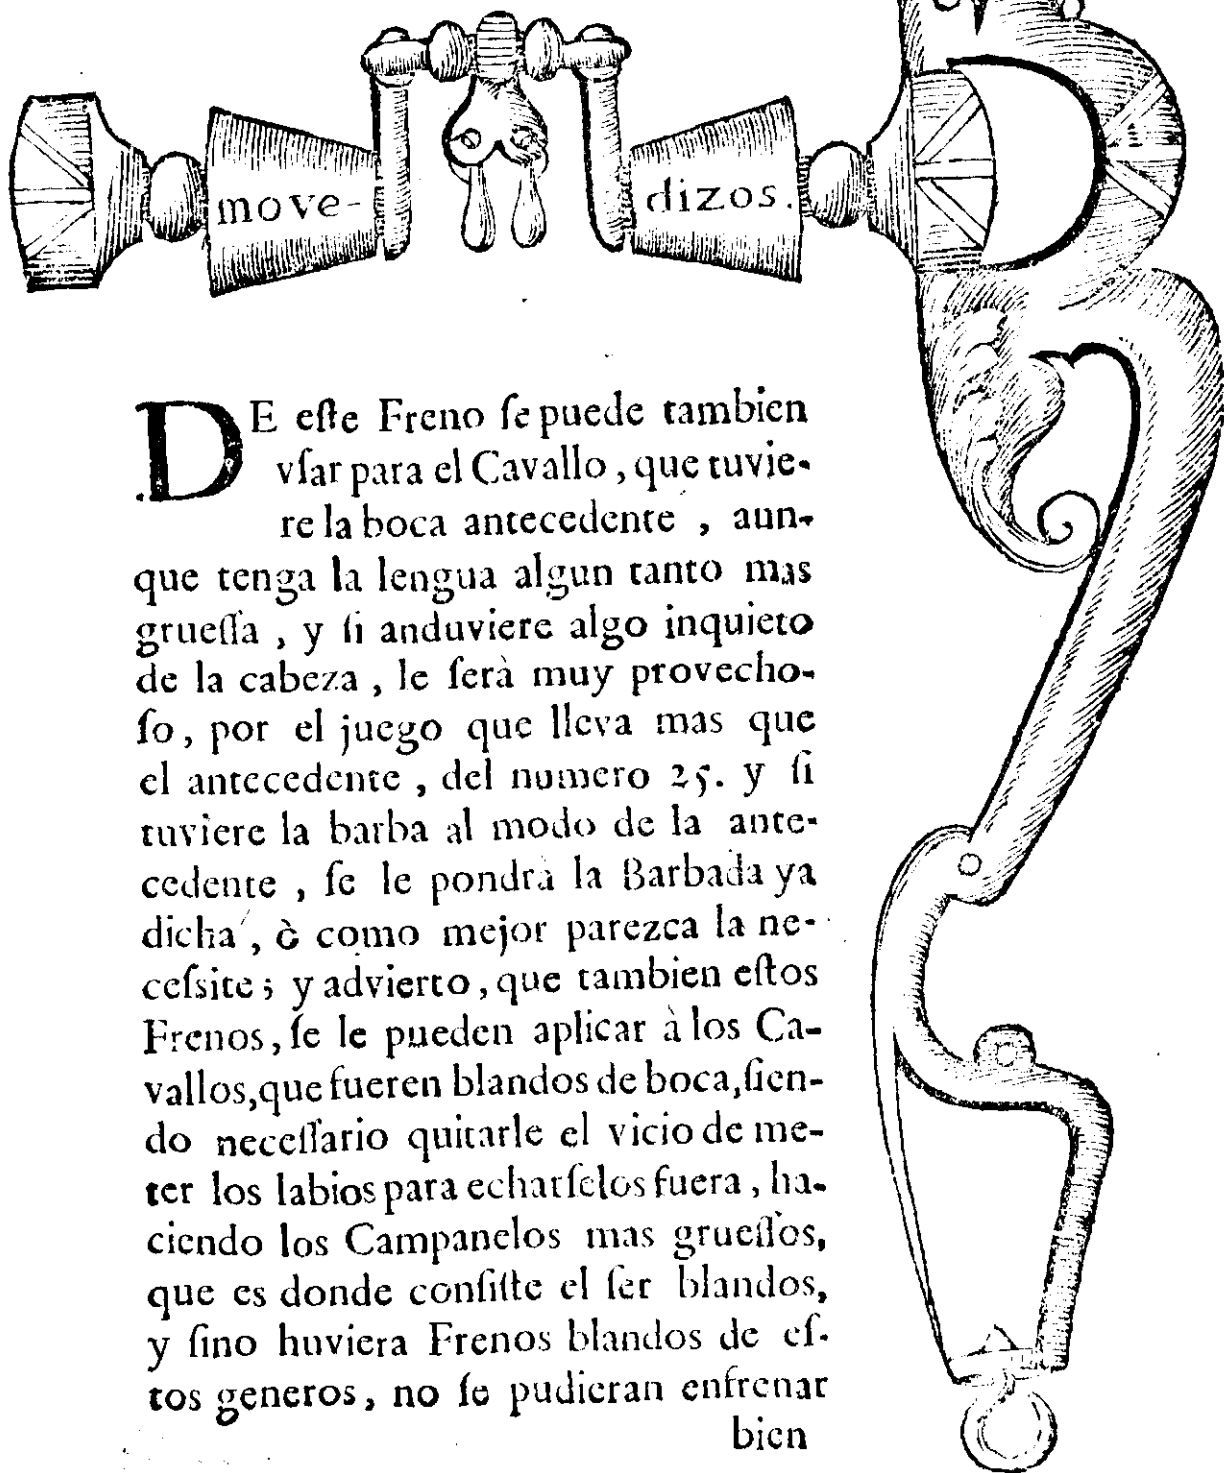 move- dizos.
DE eſte Freno ſe puede tambien
vſar para el Cavallo, que tuvie-
re la boca antecedente , aun-
que tenga la lengua algun tanto mas
grueſſa , y ſi anduviere algo inquieto
de la cabeza , le ſerà muy provecho-
ſo, por el juego que lleva mas que
el antecedente , del numero 25. y ſi
tuviere la barba al modo de la ante-
cedente , ſe le pondrà la Barbada ya
dicha , ò como mejor parezca la ne-
ceſsite; y advierto, que tambien eſtos
Frenos, ſe le pueden aplicar à los Ca-
vallos, que fueren blandos de boca, ſien-
do neceſſario quitarle el vicio de me-
ter los labios para echarſelos fuera , ha-
ciendo los Campanelos mas grueſſos,
que es donde conſiſte el ſer blandos,
y ſino huviera Frenos blandos de eſ-
tos generos, no ſe pudieran enfrenar
bien